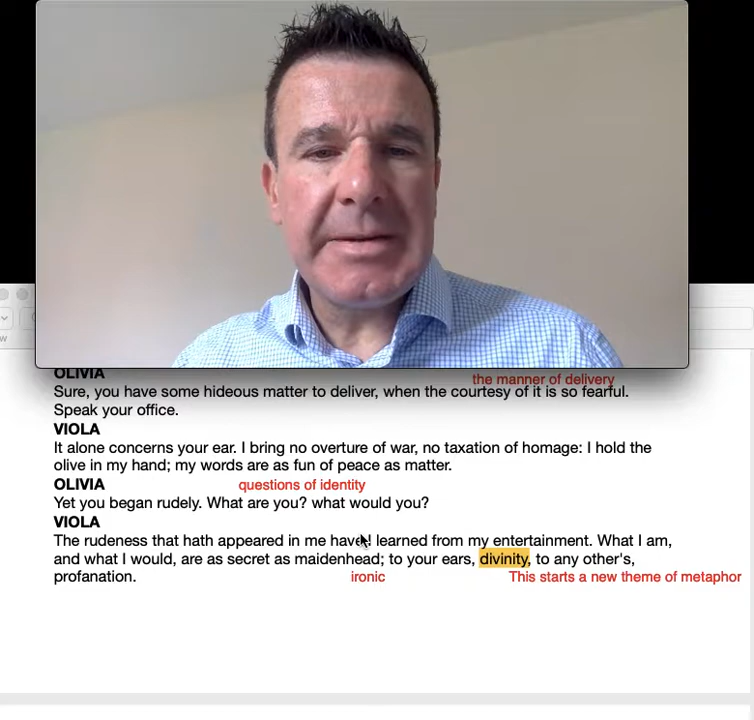 w
OLIVIA
the manner of delivery
Sure, you have some hideous matter to deliver, when the courtesy of it is so fearful.
Speak your office.
VIOLA
It alone concerns your ear. I bring no overture of war, no taxation of homage: I hold the
olive in my hand; my words are as fun of peace as matter.
OLIVIA questions of identity
Yet you began rudely. What are you? what would you?
VIOLA
The rudeness that hath appeared in me have I learned from my entertainment. What I am,
and what I would, are as secret as maidenhead; to your ears, divinity, to any other's,
profanation. ironic This starts a new theme of metaphor